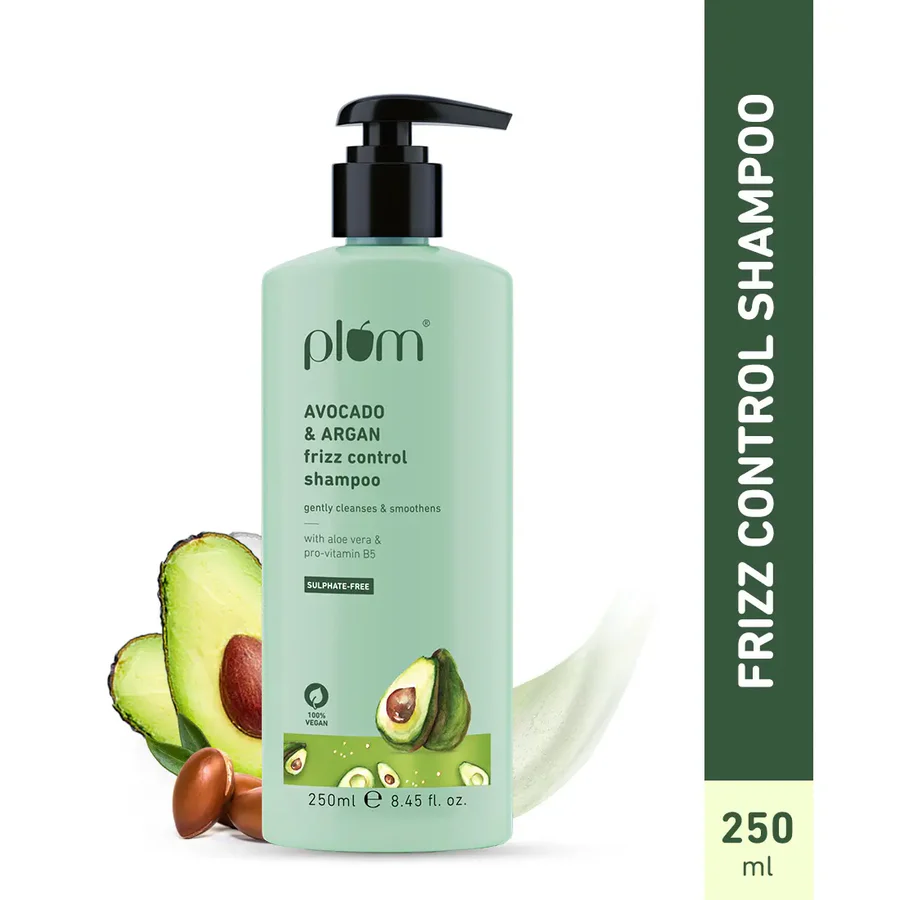 plum®
AVOCADO
& ARGAN
frizz control
shampoo
gently cleanses & smoothens
with aloe vera &
pro-vitamin B5
SULPHATE-FREE
100%
VEGAN
250ml ℮ 8.45 fl. oz.
FRIZZ CONTROL SHAMPOO
250
ml